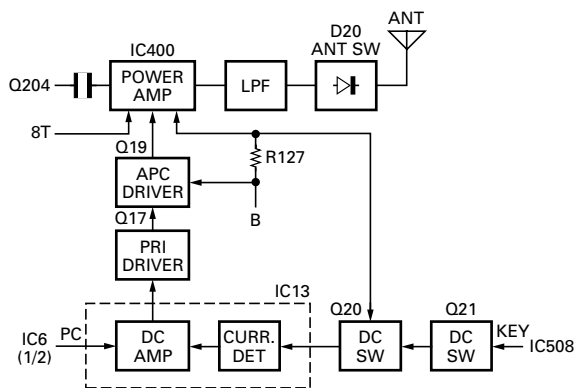 ANT
D20
ANT SW
IC400
POWER
AMP
LPF
Q204
8T
Q19
R127
APC
DRIVER
B
Q17
PRI
DRIVER
IC13
Q20
Q21
IC6
(1/2)
PC
DC
AMP
CURR.
DET
DC
SW
DC
SW
KEY
IC508